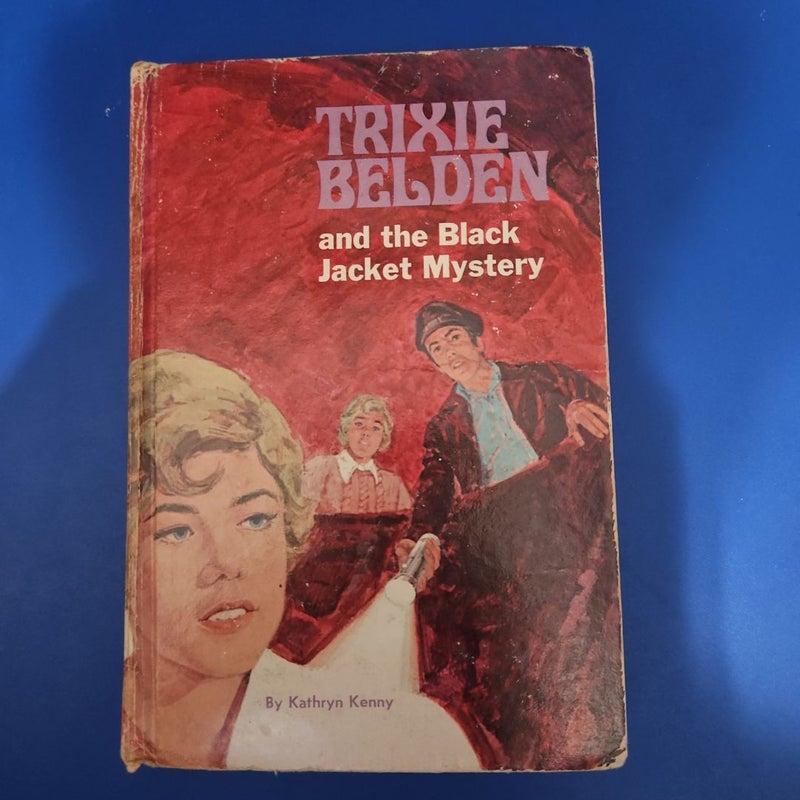 TRIXIE
BELDEN
and the Black
Jacket Mystery
By Kathryn Kenny